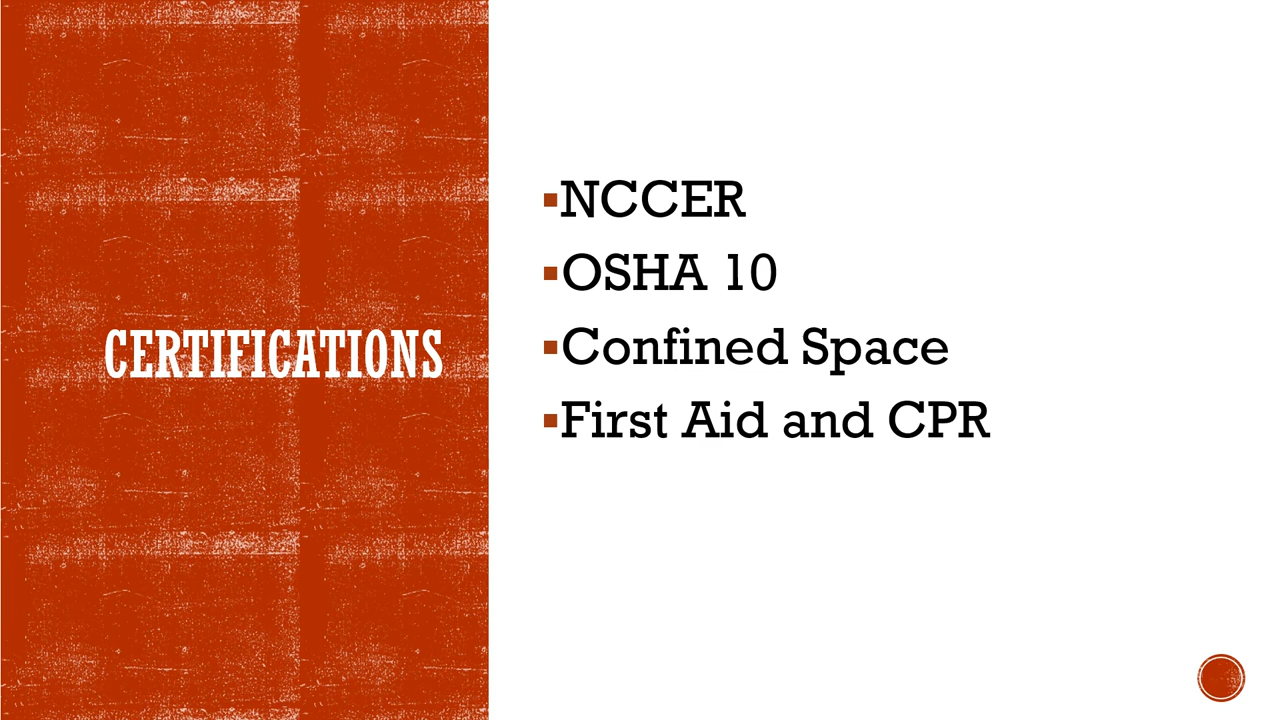 CERTIFICATIONS
▪NCCER
▪OSHA 10
▪Confined Space
▪First Aid and CPR